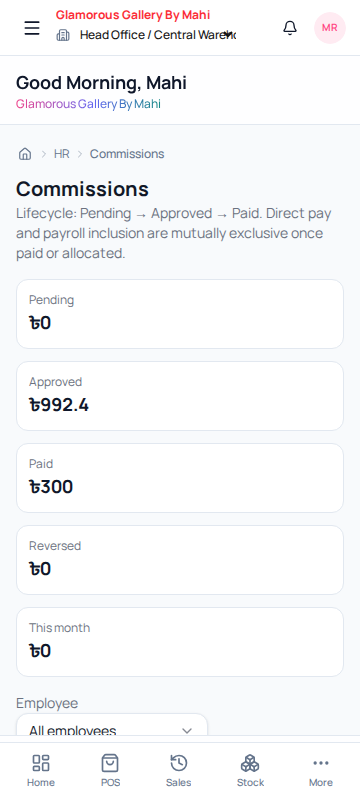 Glamorous Gallery By Mahi
Head Office / Central
MR
Good Morning, Mahi
Glamorous Gallery By Mahi
HR
Commissions
Commissions
Lifecycle: Pending → Approved → Paid. Direct pay
and payroll inclusion are mutually exclusive once
paid or allocated.
Pending
৳0
Approved
৳992.4
Paid
৳300
Reversed
৳0
This month
৳0
Employee
All employees
Home
POS
Sales
Stock
More